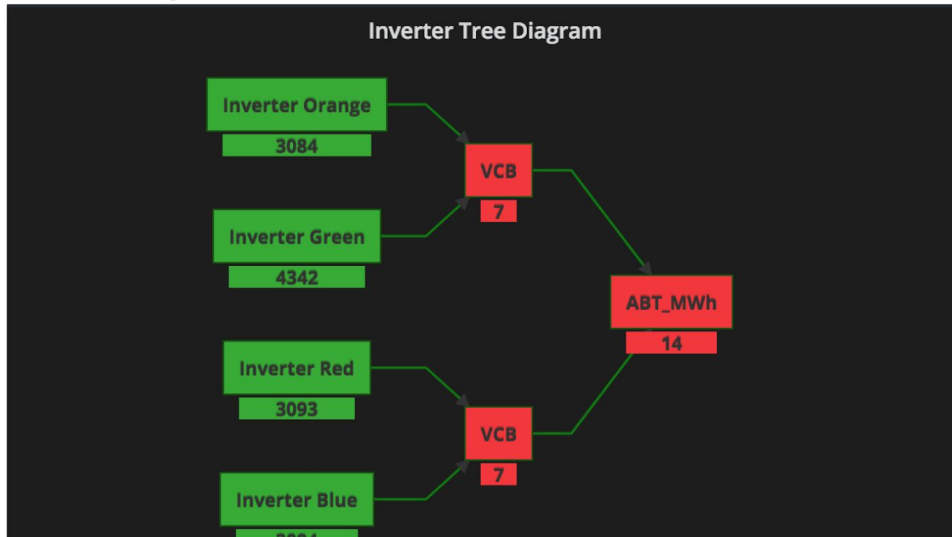 Inverter Tree Diagram
Inverter Orange
3084
VCB
7
Inverter Green
4342
ABT_MWh
14
Inverter Red
3093
VCB
7
Inverter Blue